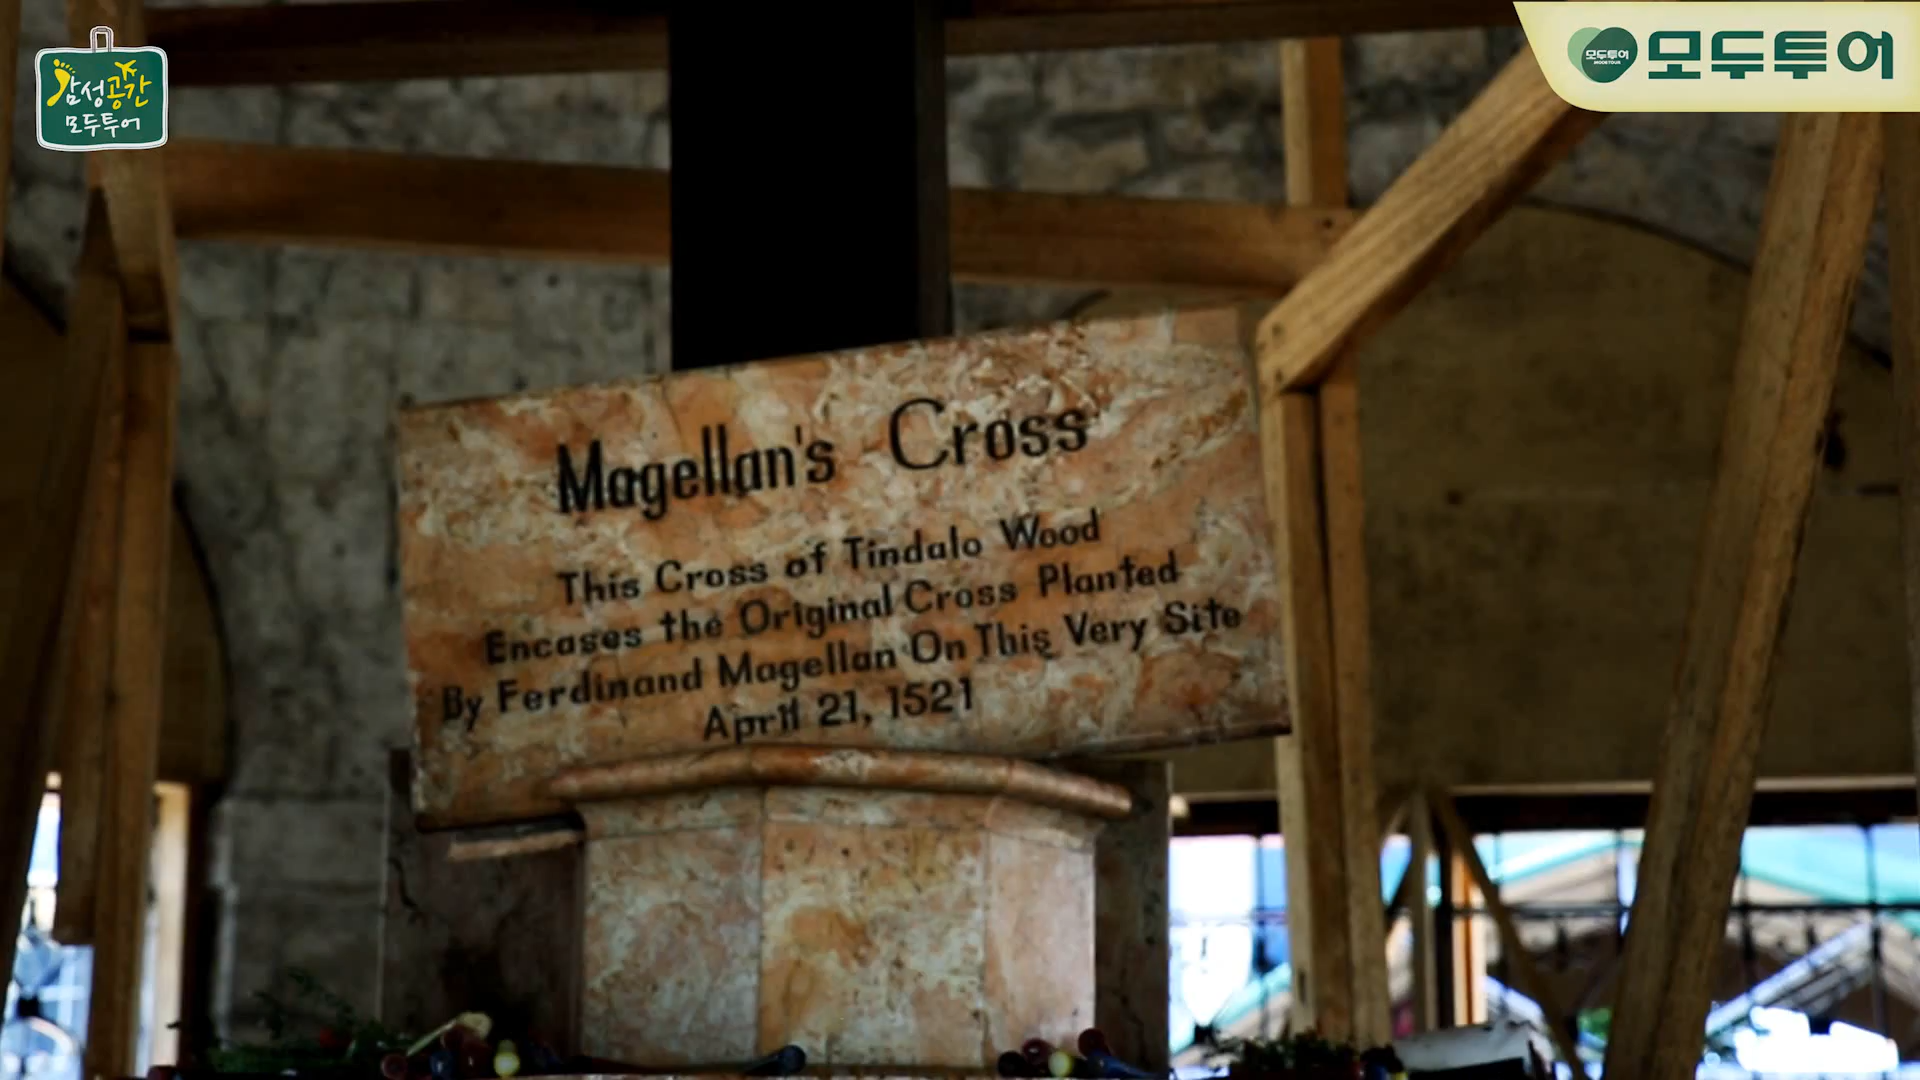 감성공간
모두투어
모두투어
MODETOUR
모두투어
Magellan's Cross
This Cross of Tindalo Wood
Encases the Original Cross Planted
By Ferdinand Magellan On This Very Site
April 21, 1521